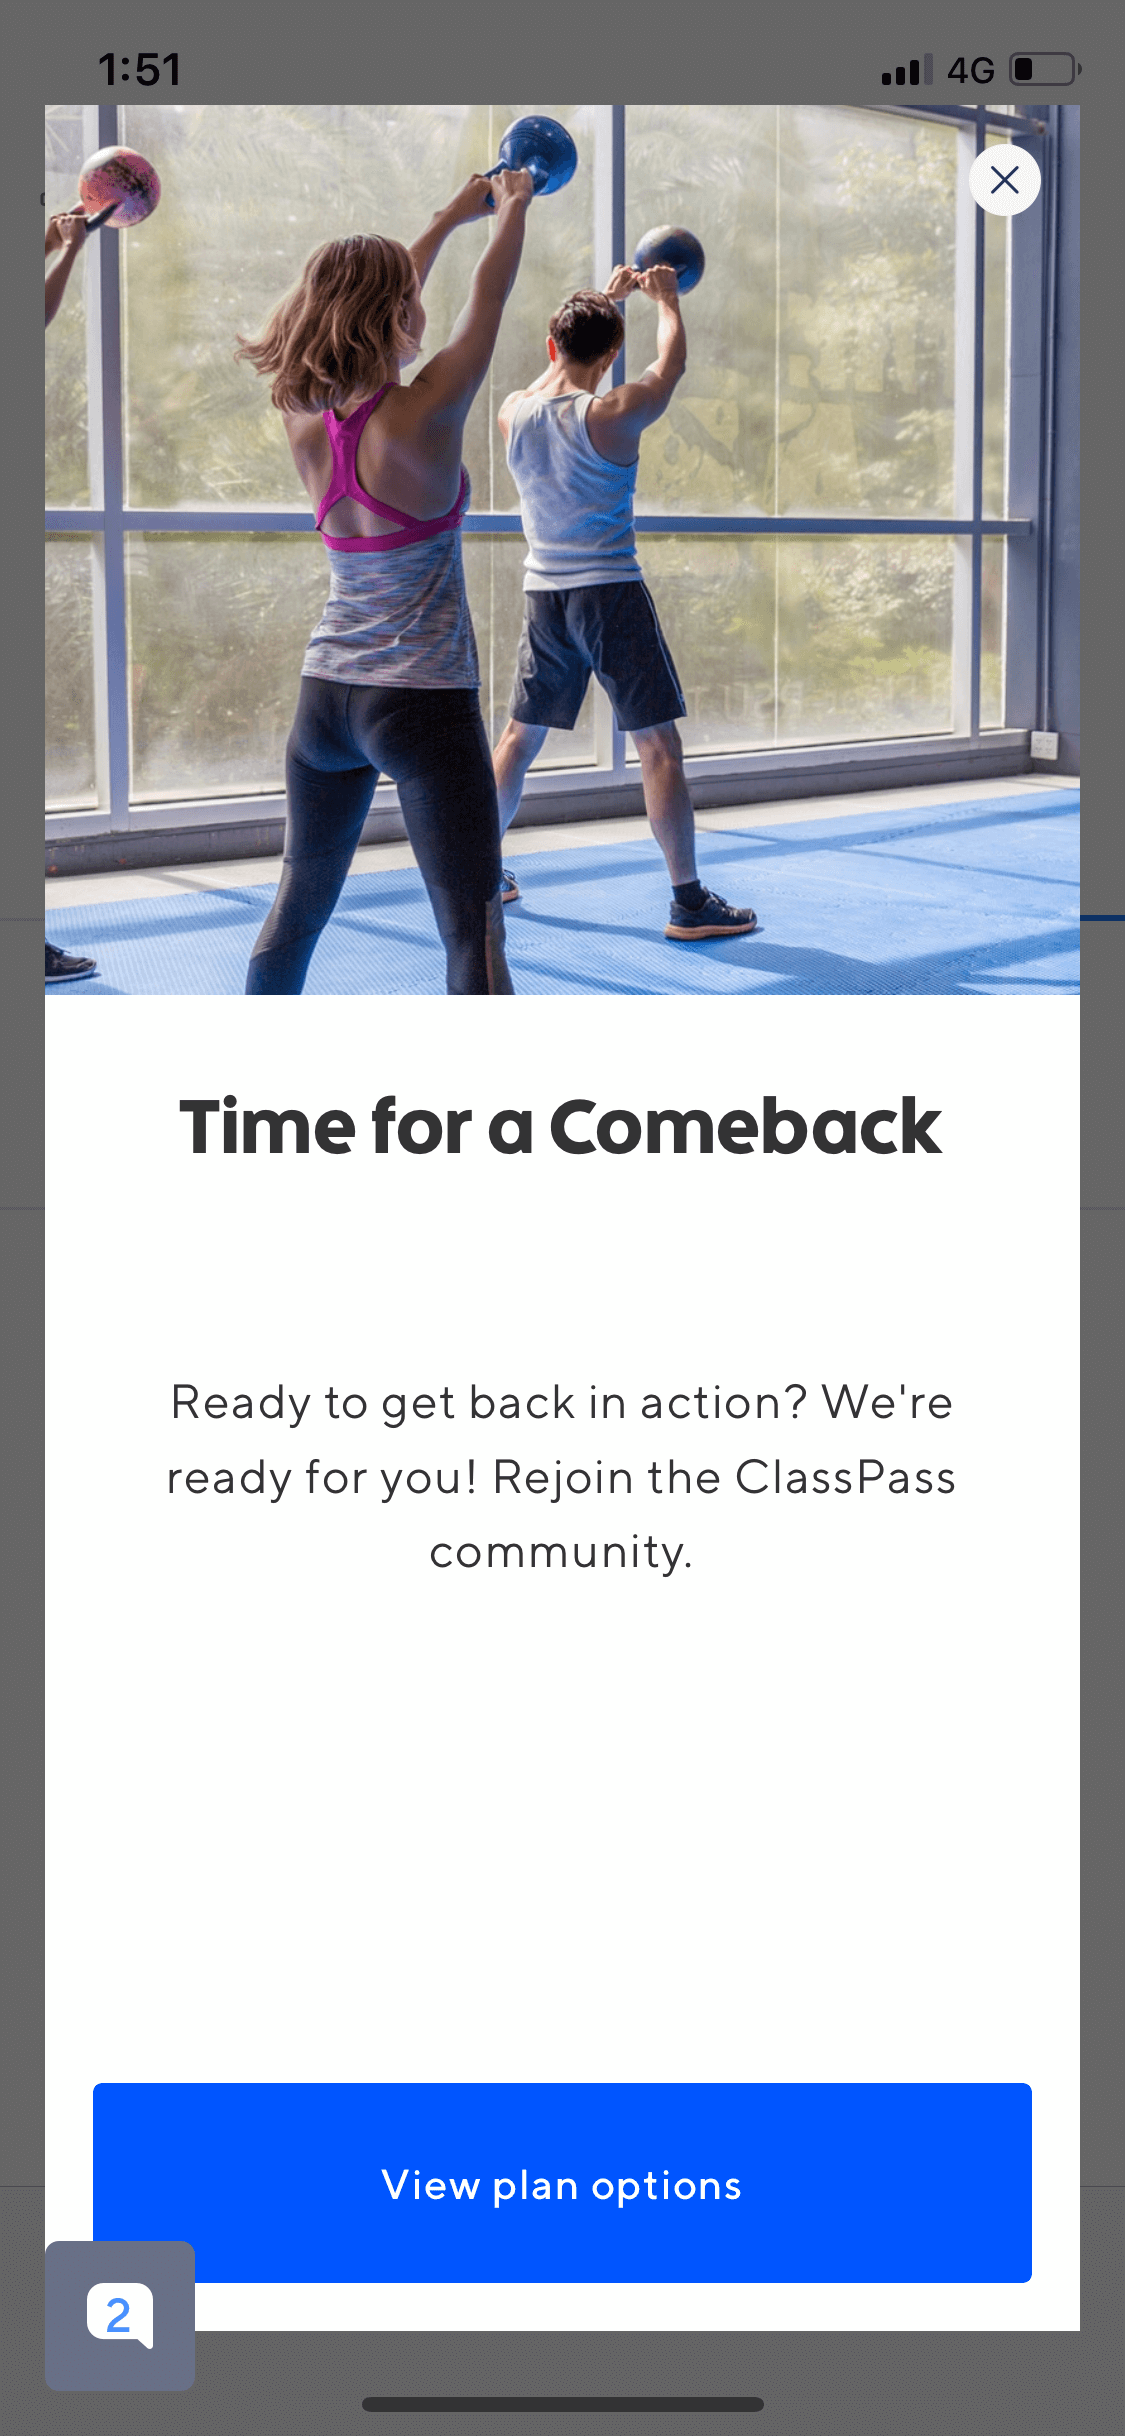 1:51
4G
Time for a Comeback
Ready to get back in action? We're
ready for you! Rejoin the ClassPass
community.
View plan options
2